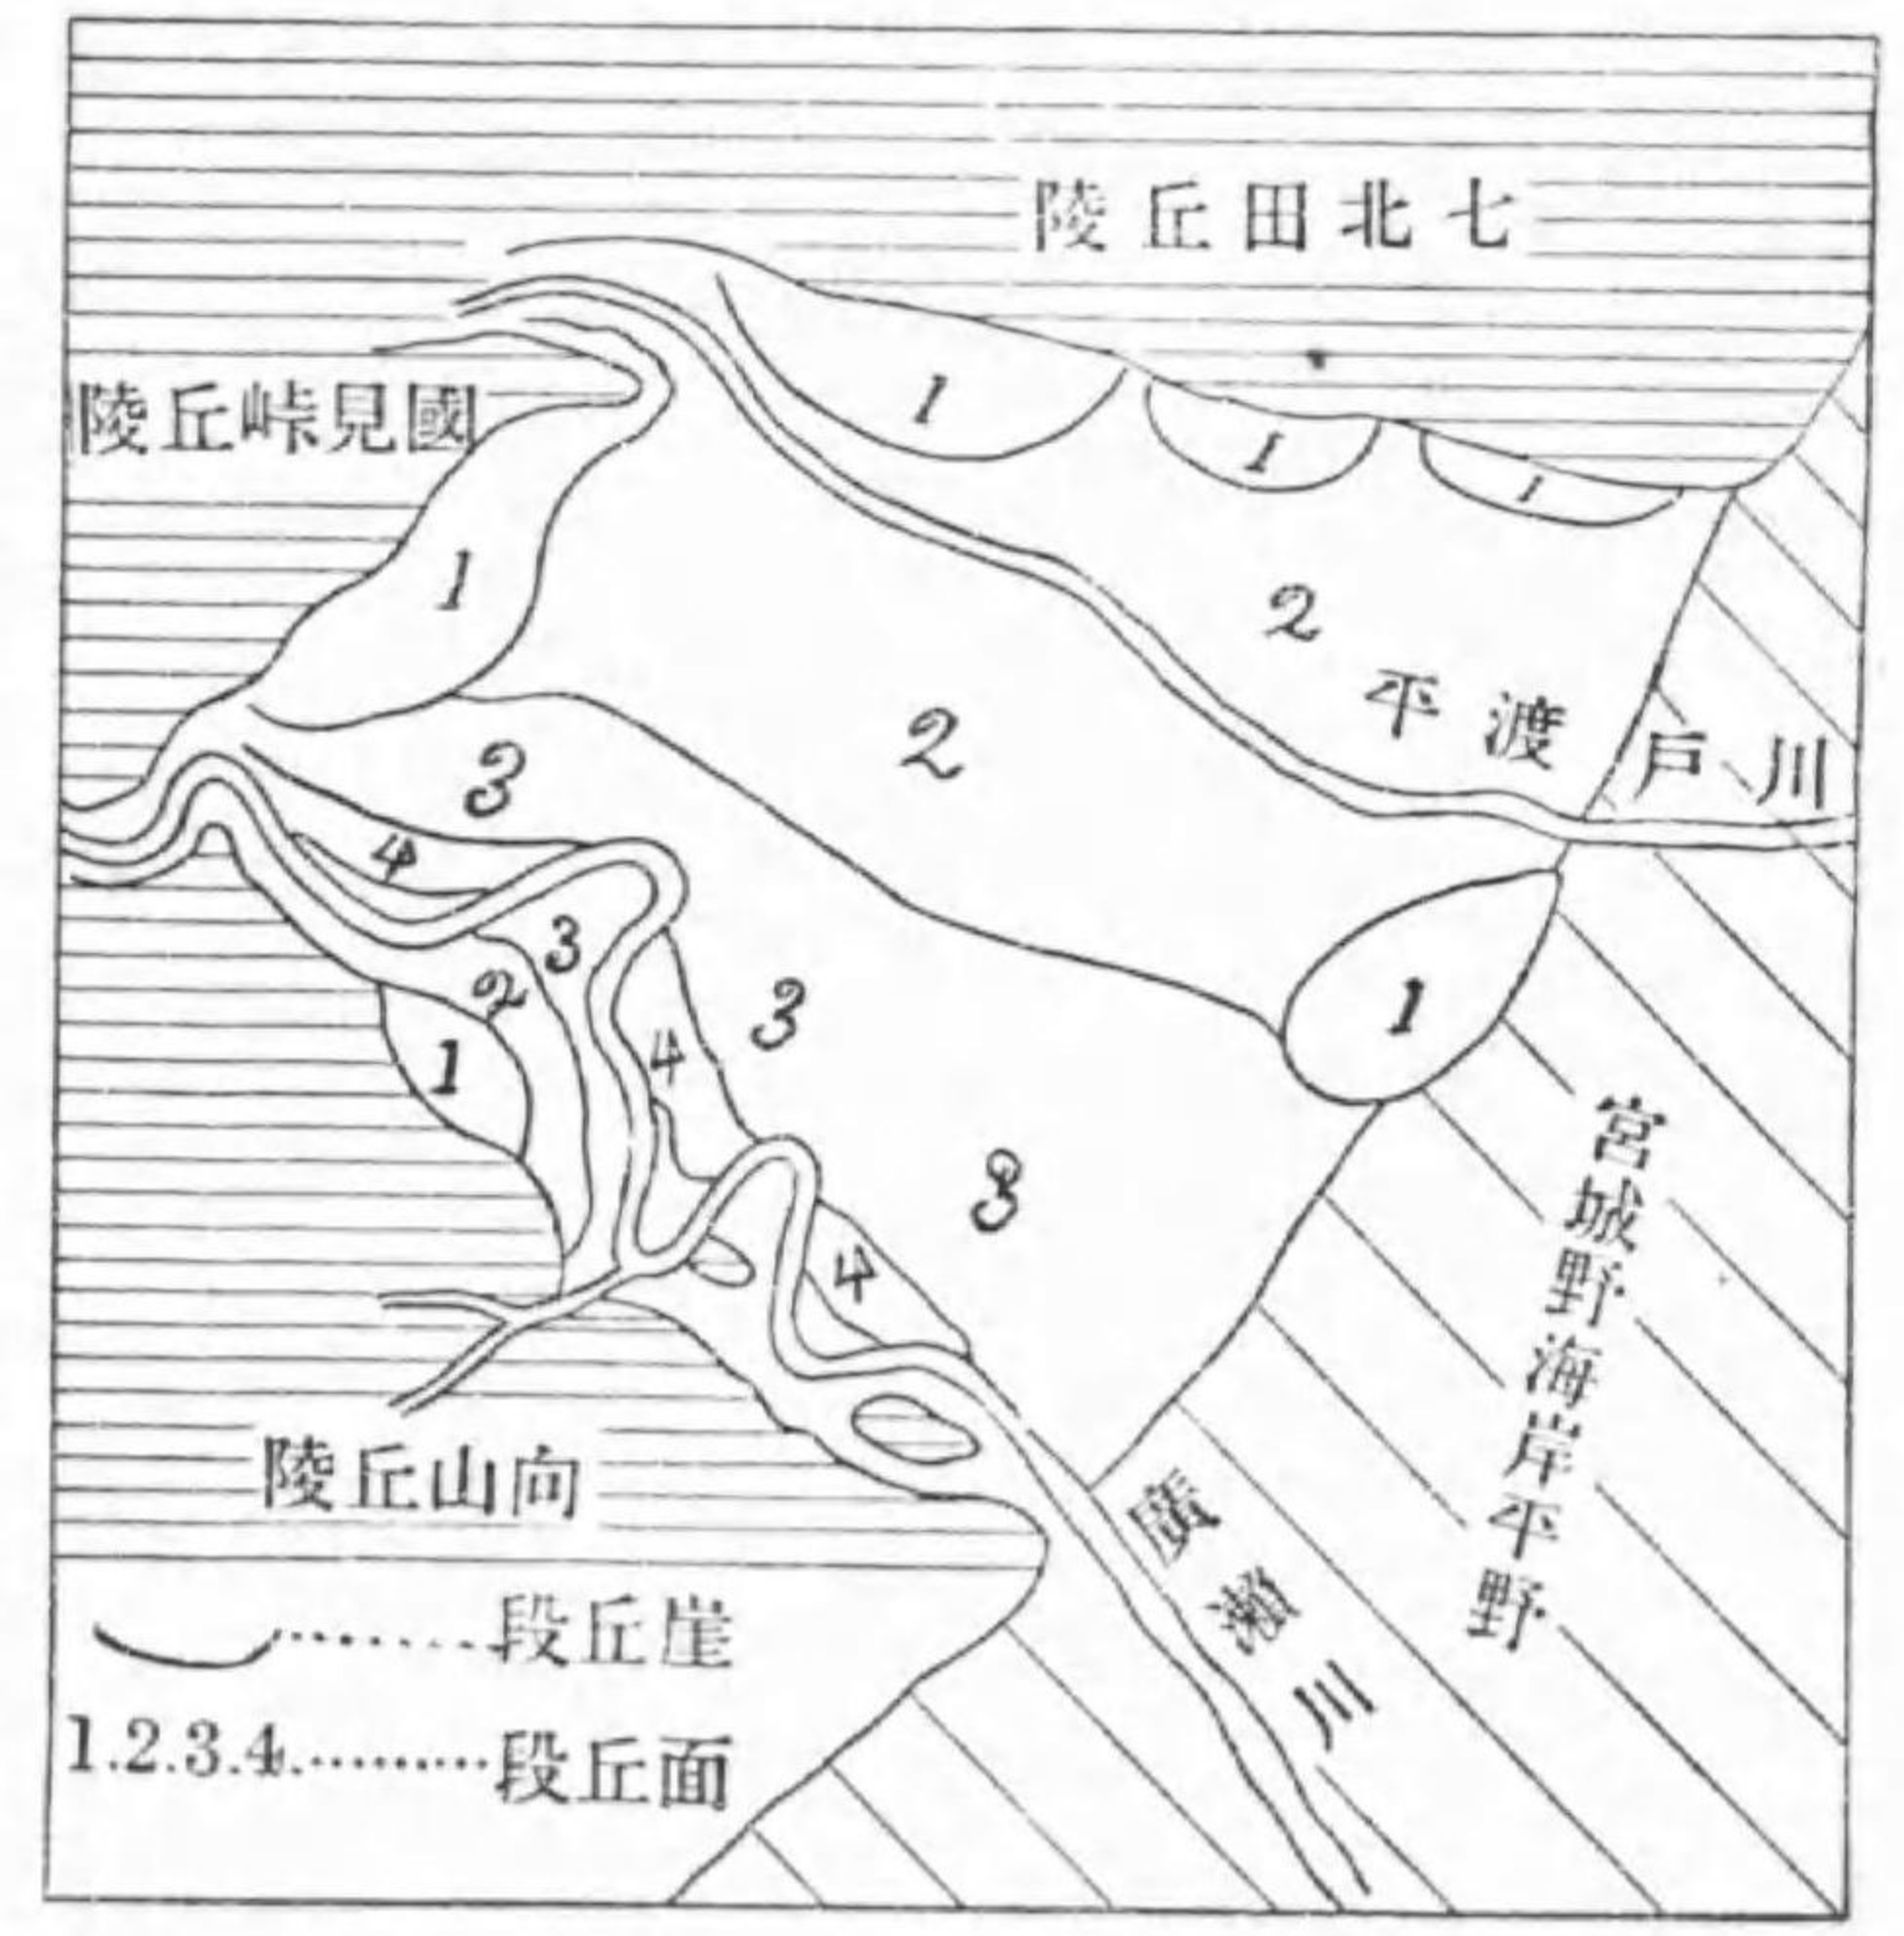 七北田丘陵
國見峠丘陵
1
1
1
1
2
平渡戸川
2
3
4
3
2
1
4
3
1
3
4
宮城野海岸平野
廣瀨川
向山丘陵
........段丘崖
1.2.3.4.........段丘面